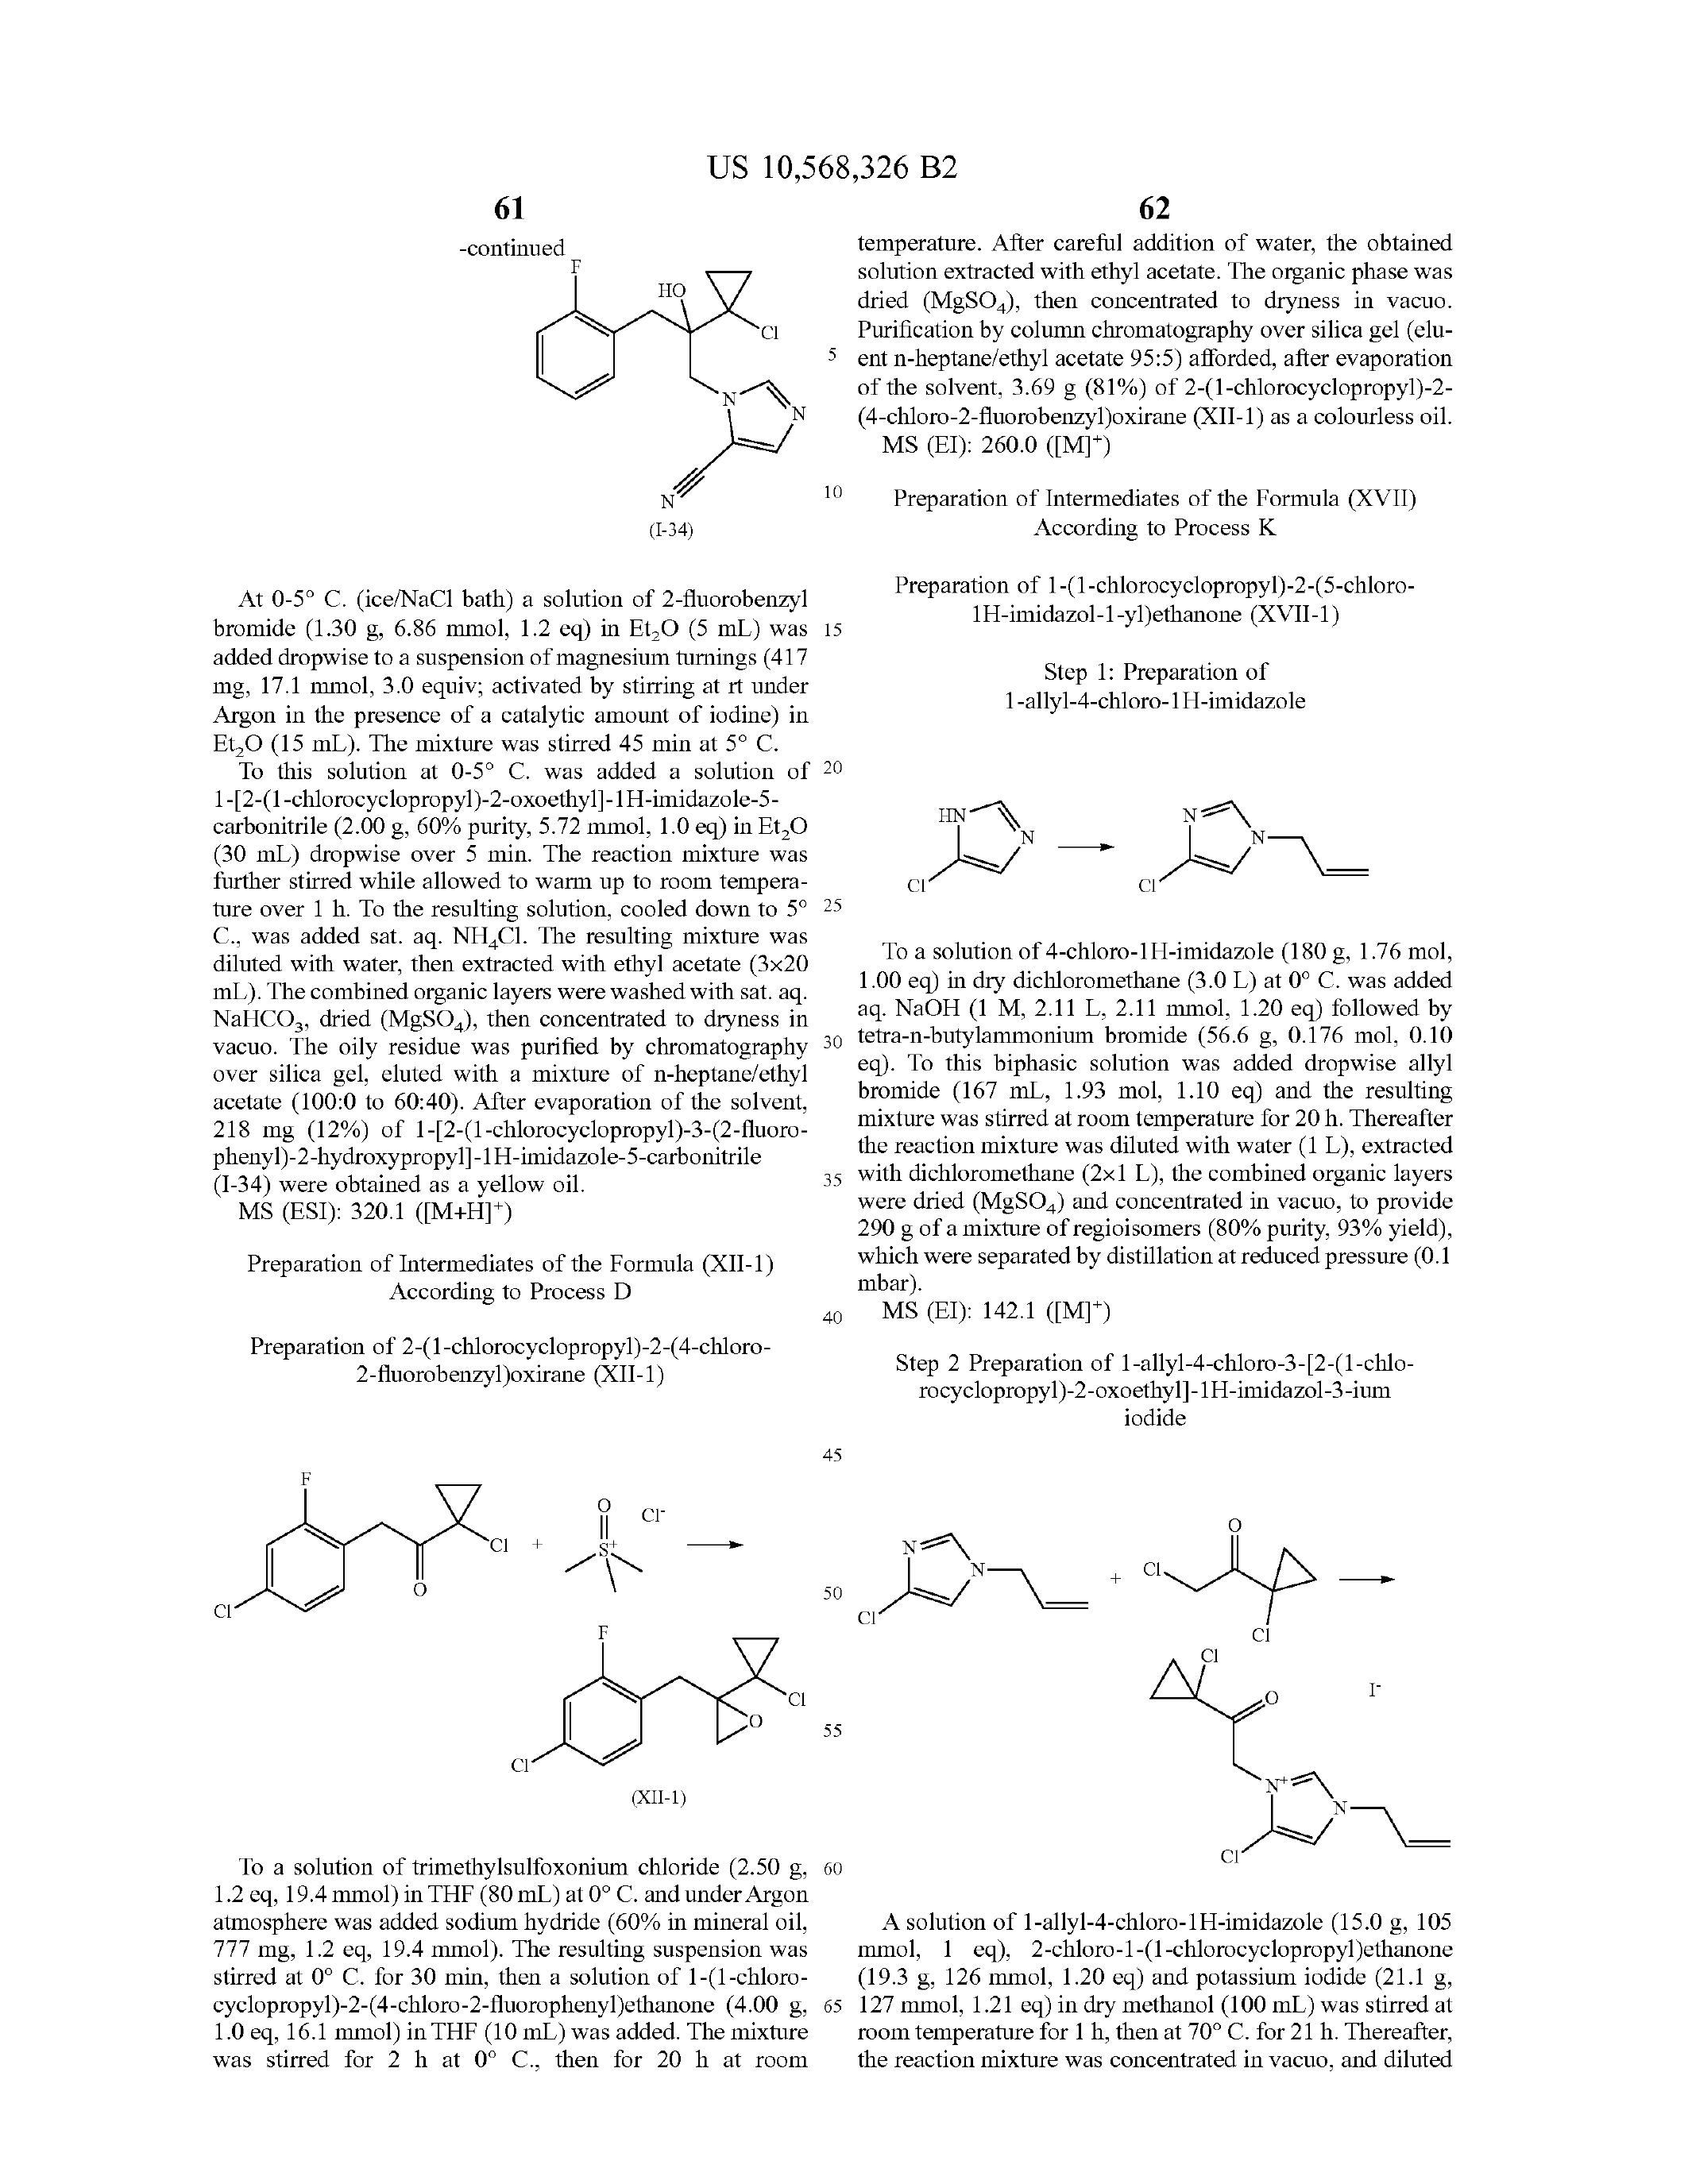 US 10,568,326 B2
61
-continued
F
HO
Cl
N
N
N
(I-34)
At 0-5° C. (ice/NaCl bath) a solution of 2-fluorobenzyl
bromide (1.30 g, 6.86 mmol, 1.2 eq) in Et₂O (5 mL) was
added dropwise to a suspension of magnesium turnings (417
mg, 17.1 mmol, 3.0 equiv; activated by stirring at rt under
Argon in the presence of a catalytic amount of iodine) in
Et₂O (15 mL). The mixture was stirred 45 min at 5° C.
To this solution at 0-5° C. was added a solution of
1-[2-(1-chlorocyclopropyl)-2-oxoethyl]-1H-imidazole-5-
carbonitrile (2.00 g, 60% purity, 5.72 mmol, 1.0 eq) in Et₂O
(30 mL) dropwise over 5 min. The reaction mixture was
further stirred while allowed to warm up to room tempera-
ture over 1 h. To the resulting solution, cooled down to 5°
C., was added sat. aq. NH₄Cl. The resulting mixture was
diluted with water, then extracted with ethyl acetate (3x20
mL). The combined organic layers were washed with sat. aq.
NaHCO₃, dried (MgSO₄), then concentrated to dryness in
vacuo. The oily residue was purified by chromatography
over silica gel, eluted with a mixture of n-heptane/ethyl
acetate (100:0 to 60:40). After evaporation of the solvent,
218 mg (12%) of 1-[2-(1-chlorocyclopropyl)-3-(2-fluoro-
phenyl)-2-hydroxypropyl]-1H-imidazole-5-carbonitrile
(I-34) were obtained as a yellow oil.
MS (ESI): 320.1 ([M+H]⁺)
Preparation of Intermediates of the Formula (XII-1)
According to Process D
Preparation of 2-(1-chlorocyclopropyl)-2-(4-chloro-
2-fluorobenzyl)oxirane (XII-1)
F
Cl
O
Cl
+
O
S⁺
Cl⁻
F
Cl
O
Cl
(XII-1)
To a solution of trimethylsulfoxonium chloride (2.50 g,
1.2 eq, 19.4 mmol) in THF (80 mL) at 0° C. and under Argon
atmosphere was added sodium hydride (60% in mineral oil,
777 mg, 1.2 eq, 19.4 mmol). The resulting suspension was
stirred at 0° C. for 30 min, then a solution of 1-(1-chloro-
cyclopropyl)-2-(4-chloro-2-fluorophenyl)ethanone (4.00 g,
1.0 eq, 16.1 mmol) in THF (10 mL) was added. The mixture
was stirred for 2 h at 0° C., then for 20 h at room
5
10
15
20
25
30
35
40
45
50
55
60
65
62
temperature. After careful addition of water, the obtained
solution extracted with ethyl acetate. The organic phase was
dried (MgSO₄), then concentrated to dryness in vacuo.
Purification by column chromatography over silica gel (elu-
ent n-heptane/ethyl acetate 95:5) afforded, after evaporation
of the solvent, 3.69 g (81%) of 2-(1-chlorocyclopropyl)-2-
(4-chloro-2-fluorobenzyl)oxirane (XII-1) as a colourless oil.
MS (EI): 260.0 ([M]⁺)
Preparation of Intermediates of the Formula (XVII)
According to Process K
Preparation of 1-(1-chlorocyclopropyl)-2-(5-chloro-
1H-imidazol-1-yl)ethanone (XVII-1)
Step 1: Preparation of
1-allyl-4-chloro-1H-imidazole
HN
N
Cl
N
N
Cl
To a solution of 4-chloro-1H-imidazole (180 g, 1.76 mol,
1.00 eq) in dry dichloromethane (3.0 L) at 0° C. was added
aq. NaOH (1 M, 2.11 L, 2.11 mmol, 1.20 eq) followed by
tetra-n-butylammonium bromide (56.6 g, 0.176 mol, 0.10
eq). To this biphasic solution was added dropwise allyl
bromide (167 mL, 1.93 mol, 1.10 eq) and the resulting
mixture was stirred at room temperature for 20 h. Thereafter
the reaction mixture was diluted with water (1 L), extracted
with dichloromethane (2x1 L), the combined organic layers
were dried (MgSO₄) and concentrated in vacuo, to provide
290 g of a mixture of regioisomers (80% purity, 93% yield),
which were separated by distillation at reduced pressure (0.1
mbar).
MS (EI): 142.1 ([M]⁺)
Step 2 Preparation of 1-allyl-4-chloro-3-[2-(1-chlo-
rocyclopropyl)-2-oxoethyl]-1H-imidazol-3-ium
iodide
N
N
Cl
+
O
Cl
Cl
Cl
O
I⁻
N⁺
N
Cl
A solution of 1-allyl-4-chloro-1H-imidazole (15.0 g, 105
mmol, 1 eq), 2-chloro-1-(1-chlorocyclopropyl)ethanone
(19.3 g, 126 mmol, 1.20 eq) and potassium iodide (21.1 g,
127 mmol, 1.21 eq) in dry methanol (100 mL) was stirred at
room temperature for 1 h, then at 70° C. for 21 h. Thereafter,
the reaction mixture was concentrated in vacuo, and diluted